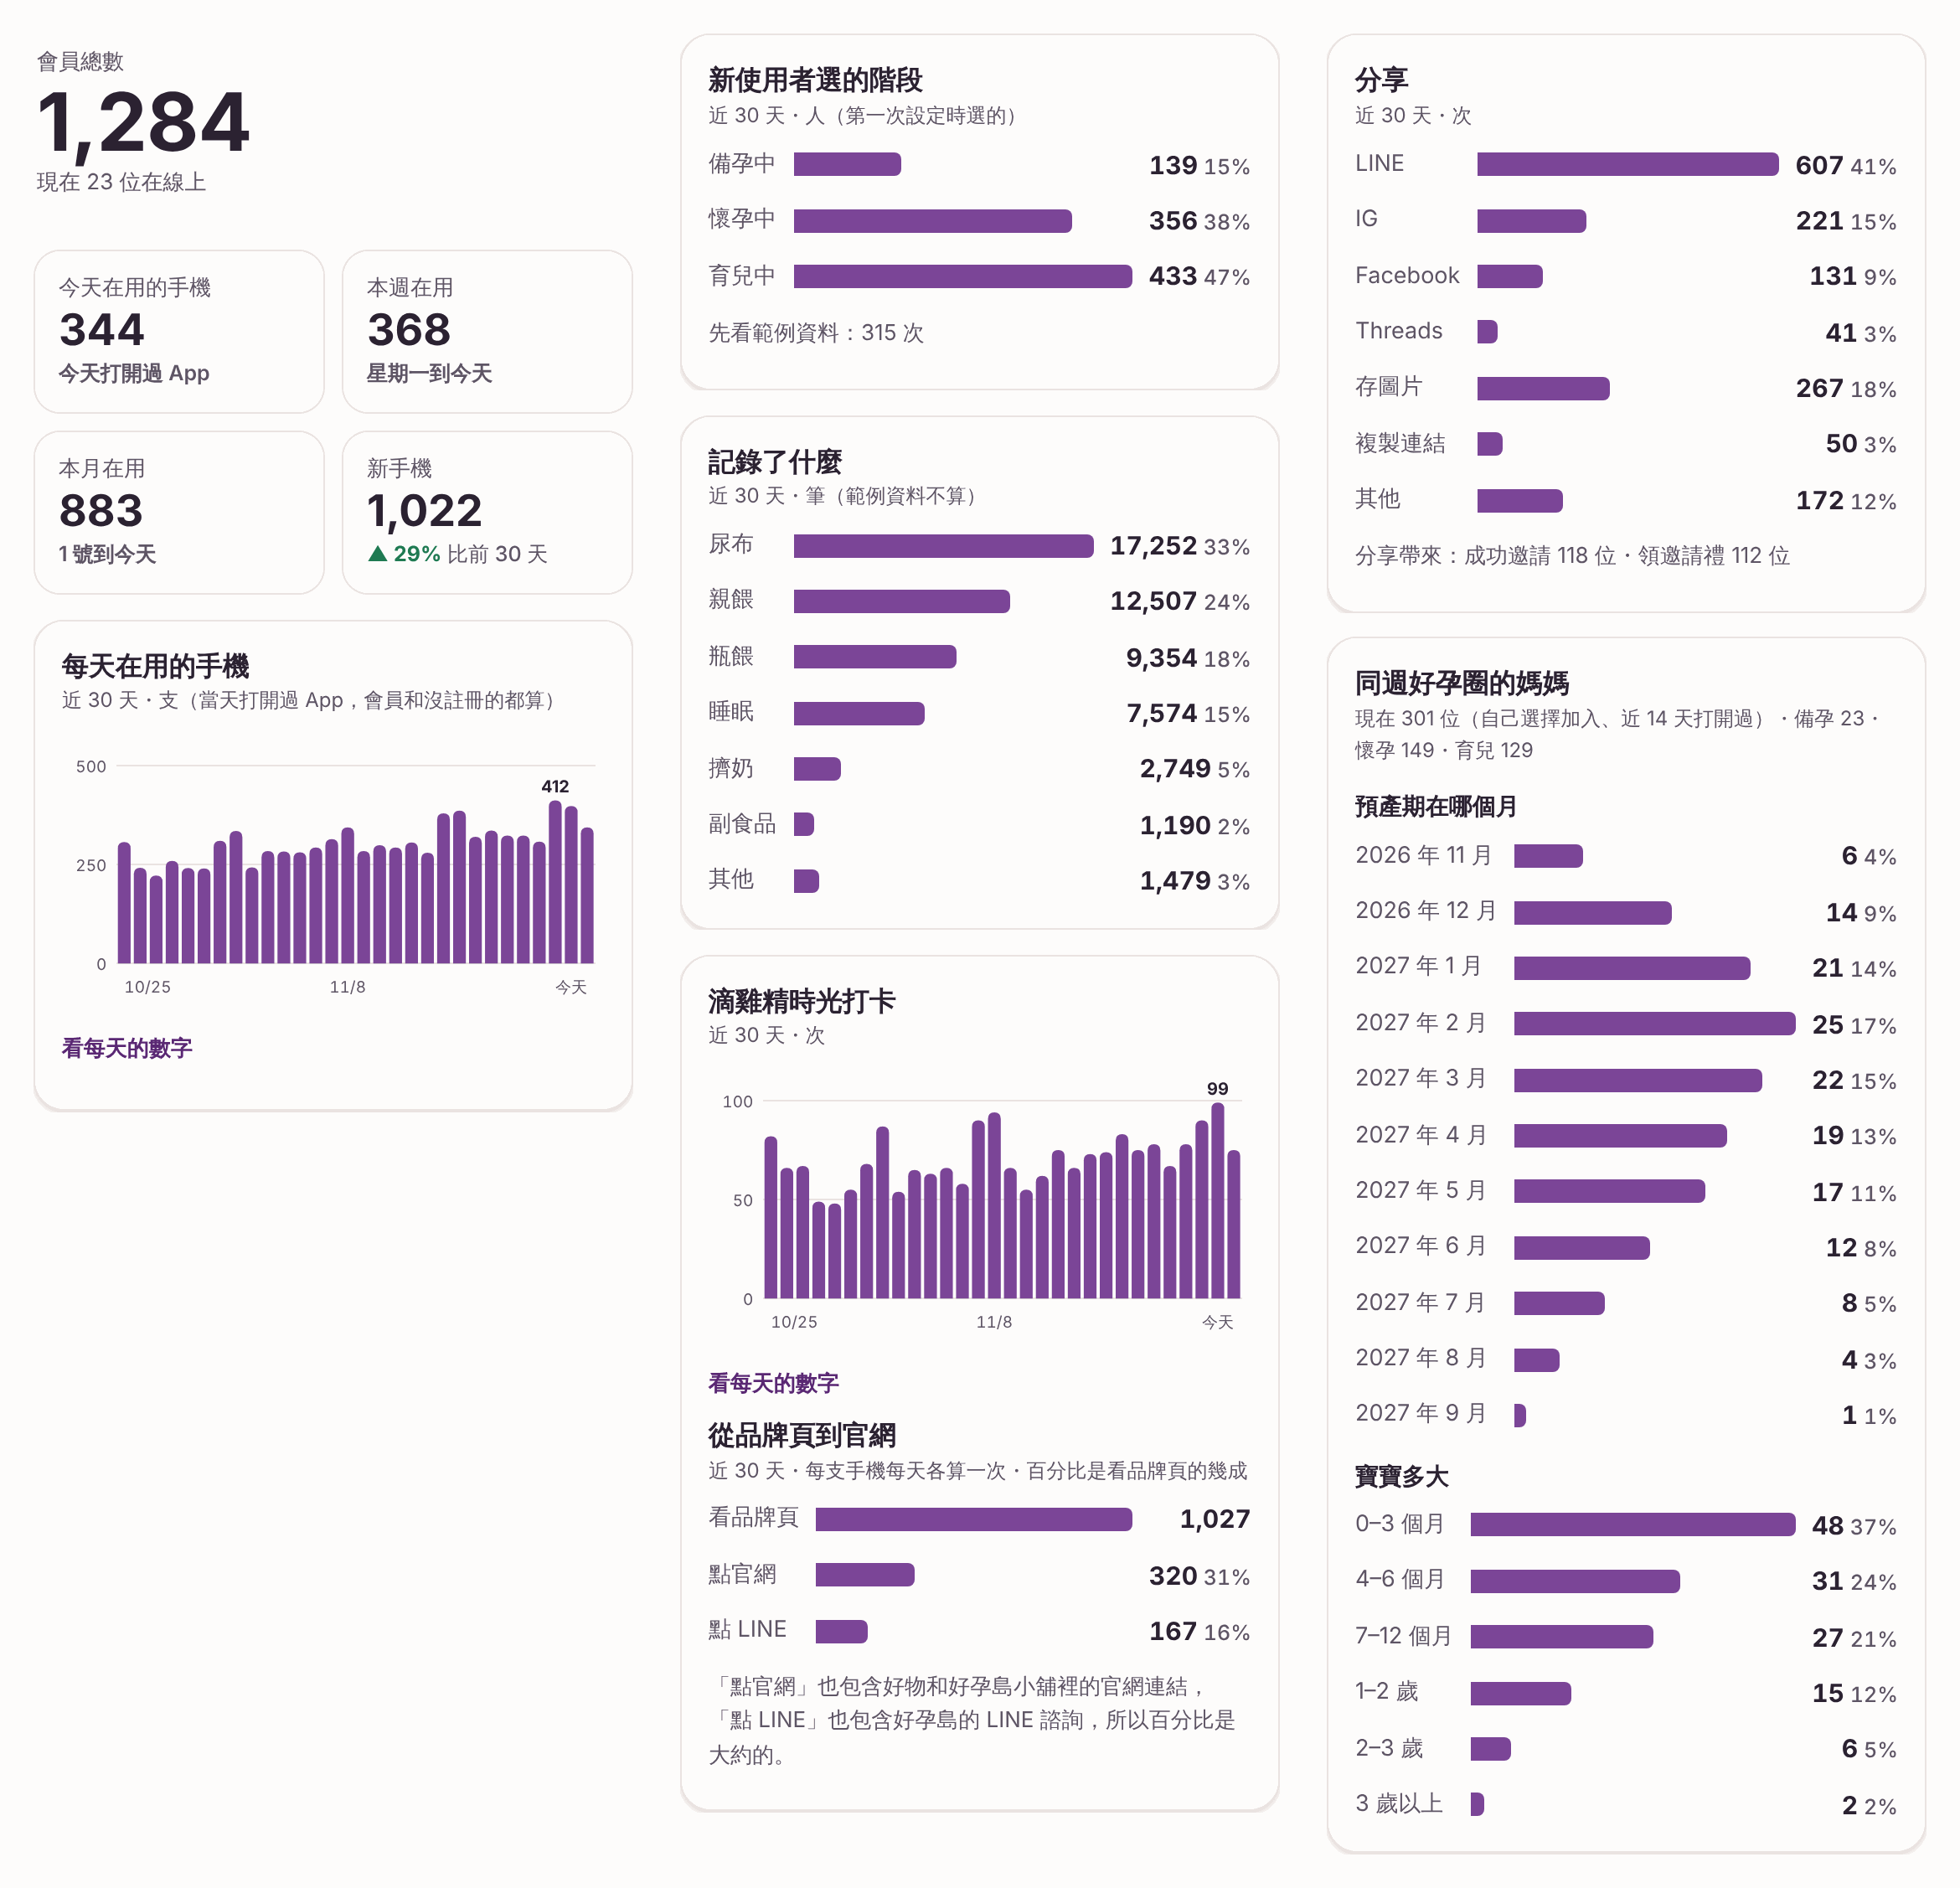 會員總數
1,284
現在 23 位在線上
今天在用的手機
344
今天打開過 App
本週在用
368
星期一到今天
本月在用
883
1 號到今天
新手機
1,022
▲ 29% 比前 30 天
每天在用的手機
近 30 天・支（當天打開過 App，會員和沒註冊的都算）
500
412
250
0
10/25
11/8
今天
看每天的數字
新使用者選的階段
近 30 天・人（第一次設定時選的）
備孕中 139 15%
懷孕中 356 38%
育兒中 433 47%
先看範例資料：315 次
記錄了什麼
近 30 天・筆（範例資料不算）
尿布 17,252 33%
親餵 12,507 24%
瓶餵 9,354 18%
睡眠 7,574 15%
擠奶 2,749 5%
副食品 1,190 2%
其他 1,479 3%
滴雞精時光打卡
近 30 天・次
99
100
50
0
10/25
11/8
今天
看每天的數字
從品牌頁到官網
近 30 天・每支手機每天各算一次・百分比是看品牌頁的幾成
看品牌頁 1,027
點官網 320 31%
點 LINE 167 16%
「點官網」也包含好物和好孕島小舖裡的官網連結，
「點 LINE」也包含好孕島的 LINE 諮詢，所以百分比是
大約的。
分享
近 30 天・次
LINE 607 41%
IG 221 15%
Facebook 131 9%
Threads 41 3%
存圖片 267 18%
複製連結 50 3%
其他 172 12%
分享帶來：成功邀請 118 位・領邀請禮 112 位
同週好孕圈的媽媽
現在 301 位（自己選擇加入、近 14 天打開過）・備孕 23・
懷孕 149・育兒 129
預產期在哪個月
2026 年 11 月 6 4%
2026 年 12 月 14 9%
2027 年 1 月 21 14%
2027 年 2 月 25 17%
2027 年 3 月 22 15%
2027 年 4 月 19 13%
2027 年 5 月 17 11%
2027 年 6 月 12 8%
2027 年 7 月 8 5%
2027 年 8 月 4 3%
2027 年 9 月 1 1%
寶寶多大
0–3 個月 48 37%
4–6 個月 31 24%
7–12 個月 27 21%
1–2 歲 15 12%
2–3 歲 6 5%
3 歲以上 2 2%